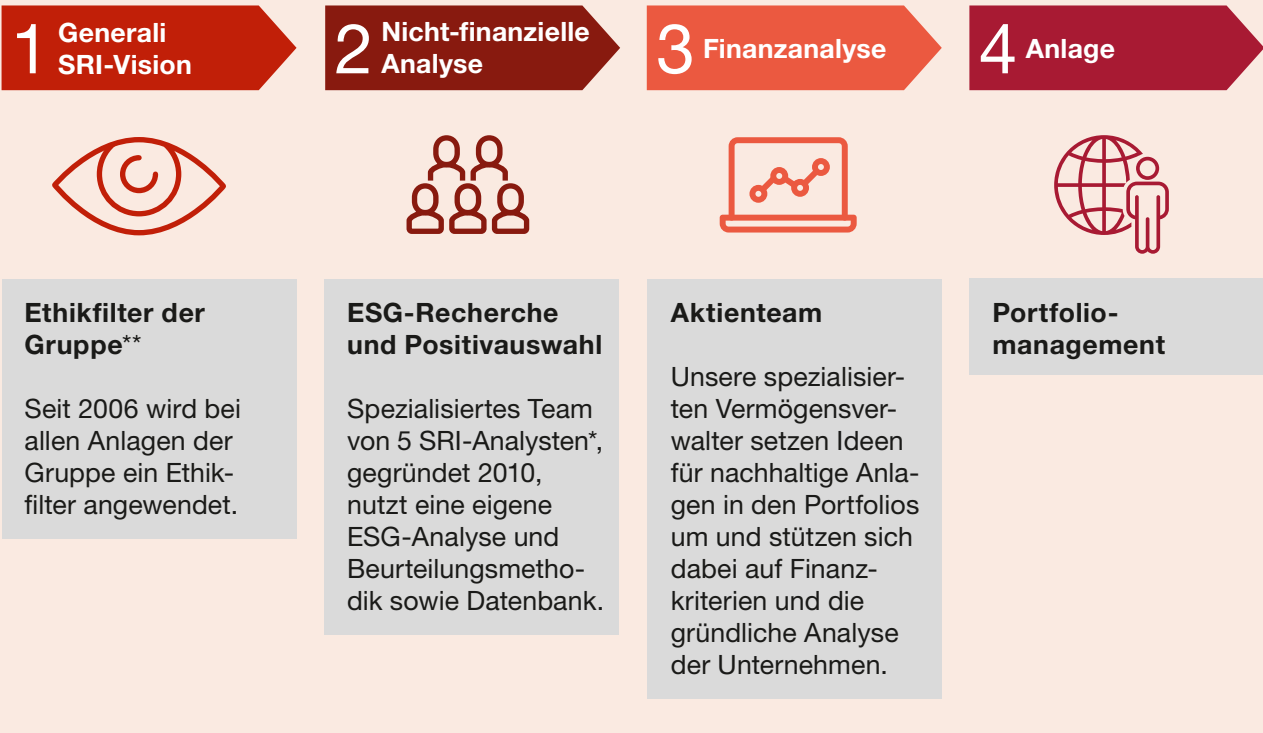 1 Generali
SRI-Vision
2 Nicht-finanzielle
Analyse
3 Finanzanalyse
4 Anlage
Ethikfilter der
Gruppe**
Seit 2006 wird bei
allen Anlagen der
Gruppe ein Ethik-
filter angewendet.
ESG-Recherche
und Positivauswahl
Spezialisiertes Team
von 5 SRI-Analysten*,
gegründet 2010,
nutzt eine eigene
ESG-Analyse und
Beurteilungsmetho-
dik sowie Datenbank.
Aktienteam
Unsere spezialisier-
ten Vermögensver-
walter setzen Ideen
für nachhaltige Anla-
gen in den Portfolios
um und stützen sich
dabei auf Finanz-
kriterien und die
gründliche Analyse
der Unternehmen.
Portfolio-
management